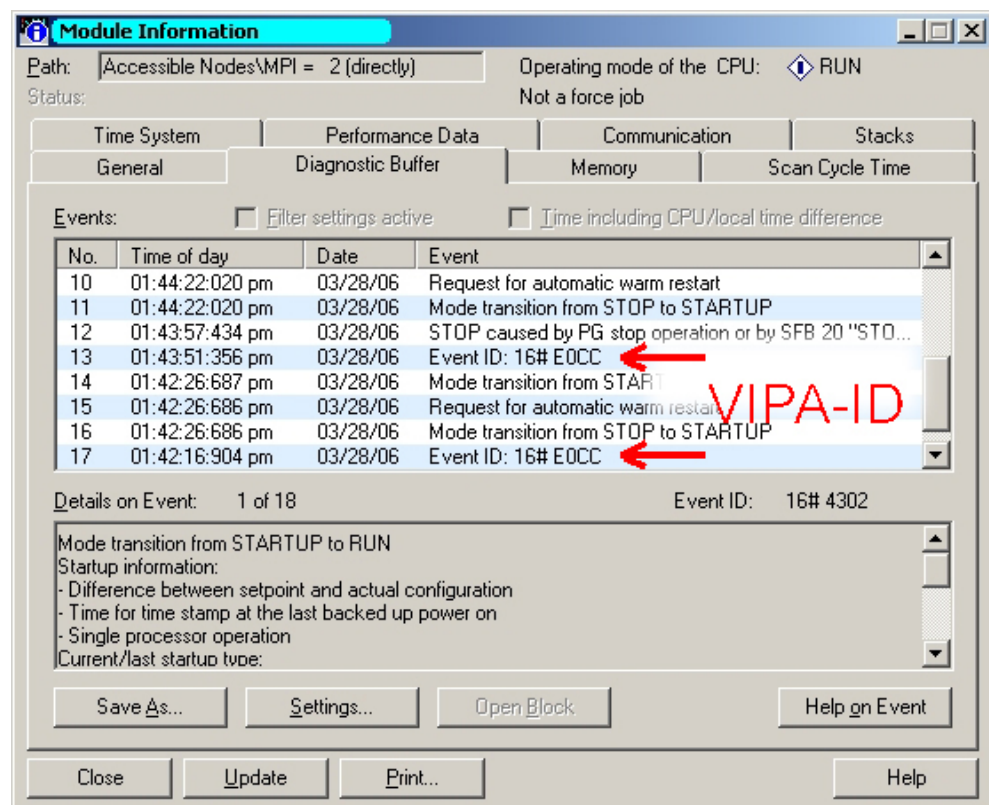 Module Information
Path: Accessible Nodes\MPI = 2 (directly) Operating mode of the CPU: RUN
Status: Not a force job
Time System Performance Data Communication Stacks
General Diagnostic Buffer Memory Scan Cycle Time
Events: Filter settings active Time including CPU/local time difference
No. Time of day Date Event
10 01:44:22:020 pm 03/28/06 Request for automatic warm restart
11 01:44:22:020 pm 03/28/06 Mode transition from STOP to STARTUP
12 01:43:57:434 pm 03/28/06 STOP caused by PG stop operation or by SFB 20 "STO...
13 01:43:51:356 pm 03/28/06 Event ID: 16# E0CC
14 01:42:26:687 pm 03/28/06 Mode transition from START
15 01:42:26:686 pm 03/28/06 Request for automatic warm restart
VIPA-ID
16 01:42:26:686 pm 03/28/06 Mode transition from STOP to STARTUP
17 01:42:16:904 pm 03/28/06 Event ID: 16# E0CC
Details on Event: 1 of 18 Event ID: 16# 4302
Mode transition from STARTUP to RUN
Startup information:
- Difference between setpoint and actual configuration
- Time for time stamp at the last backed up power on
- Single processor operation
Current/last startup type:
Save As... Settings... Open Block Help on Event
Close Update Print... Help